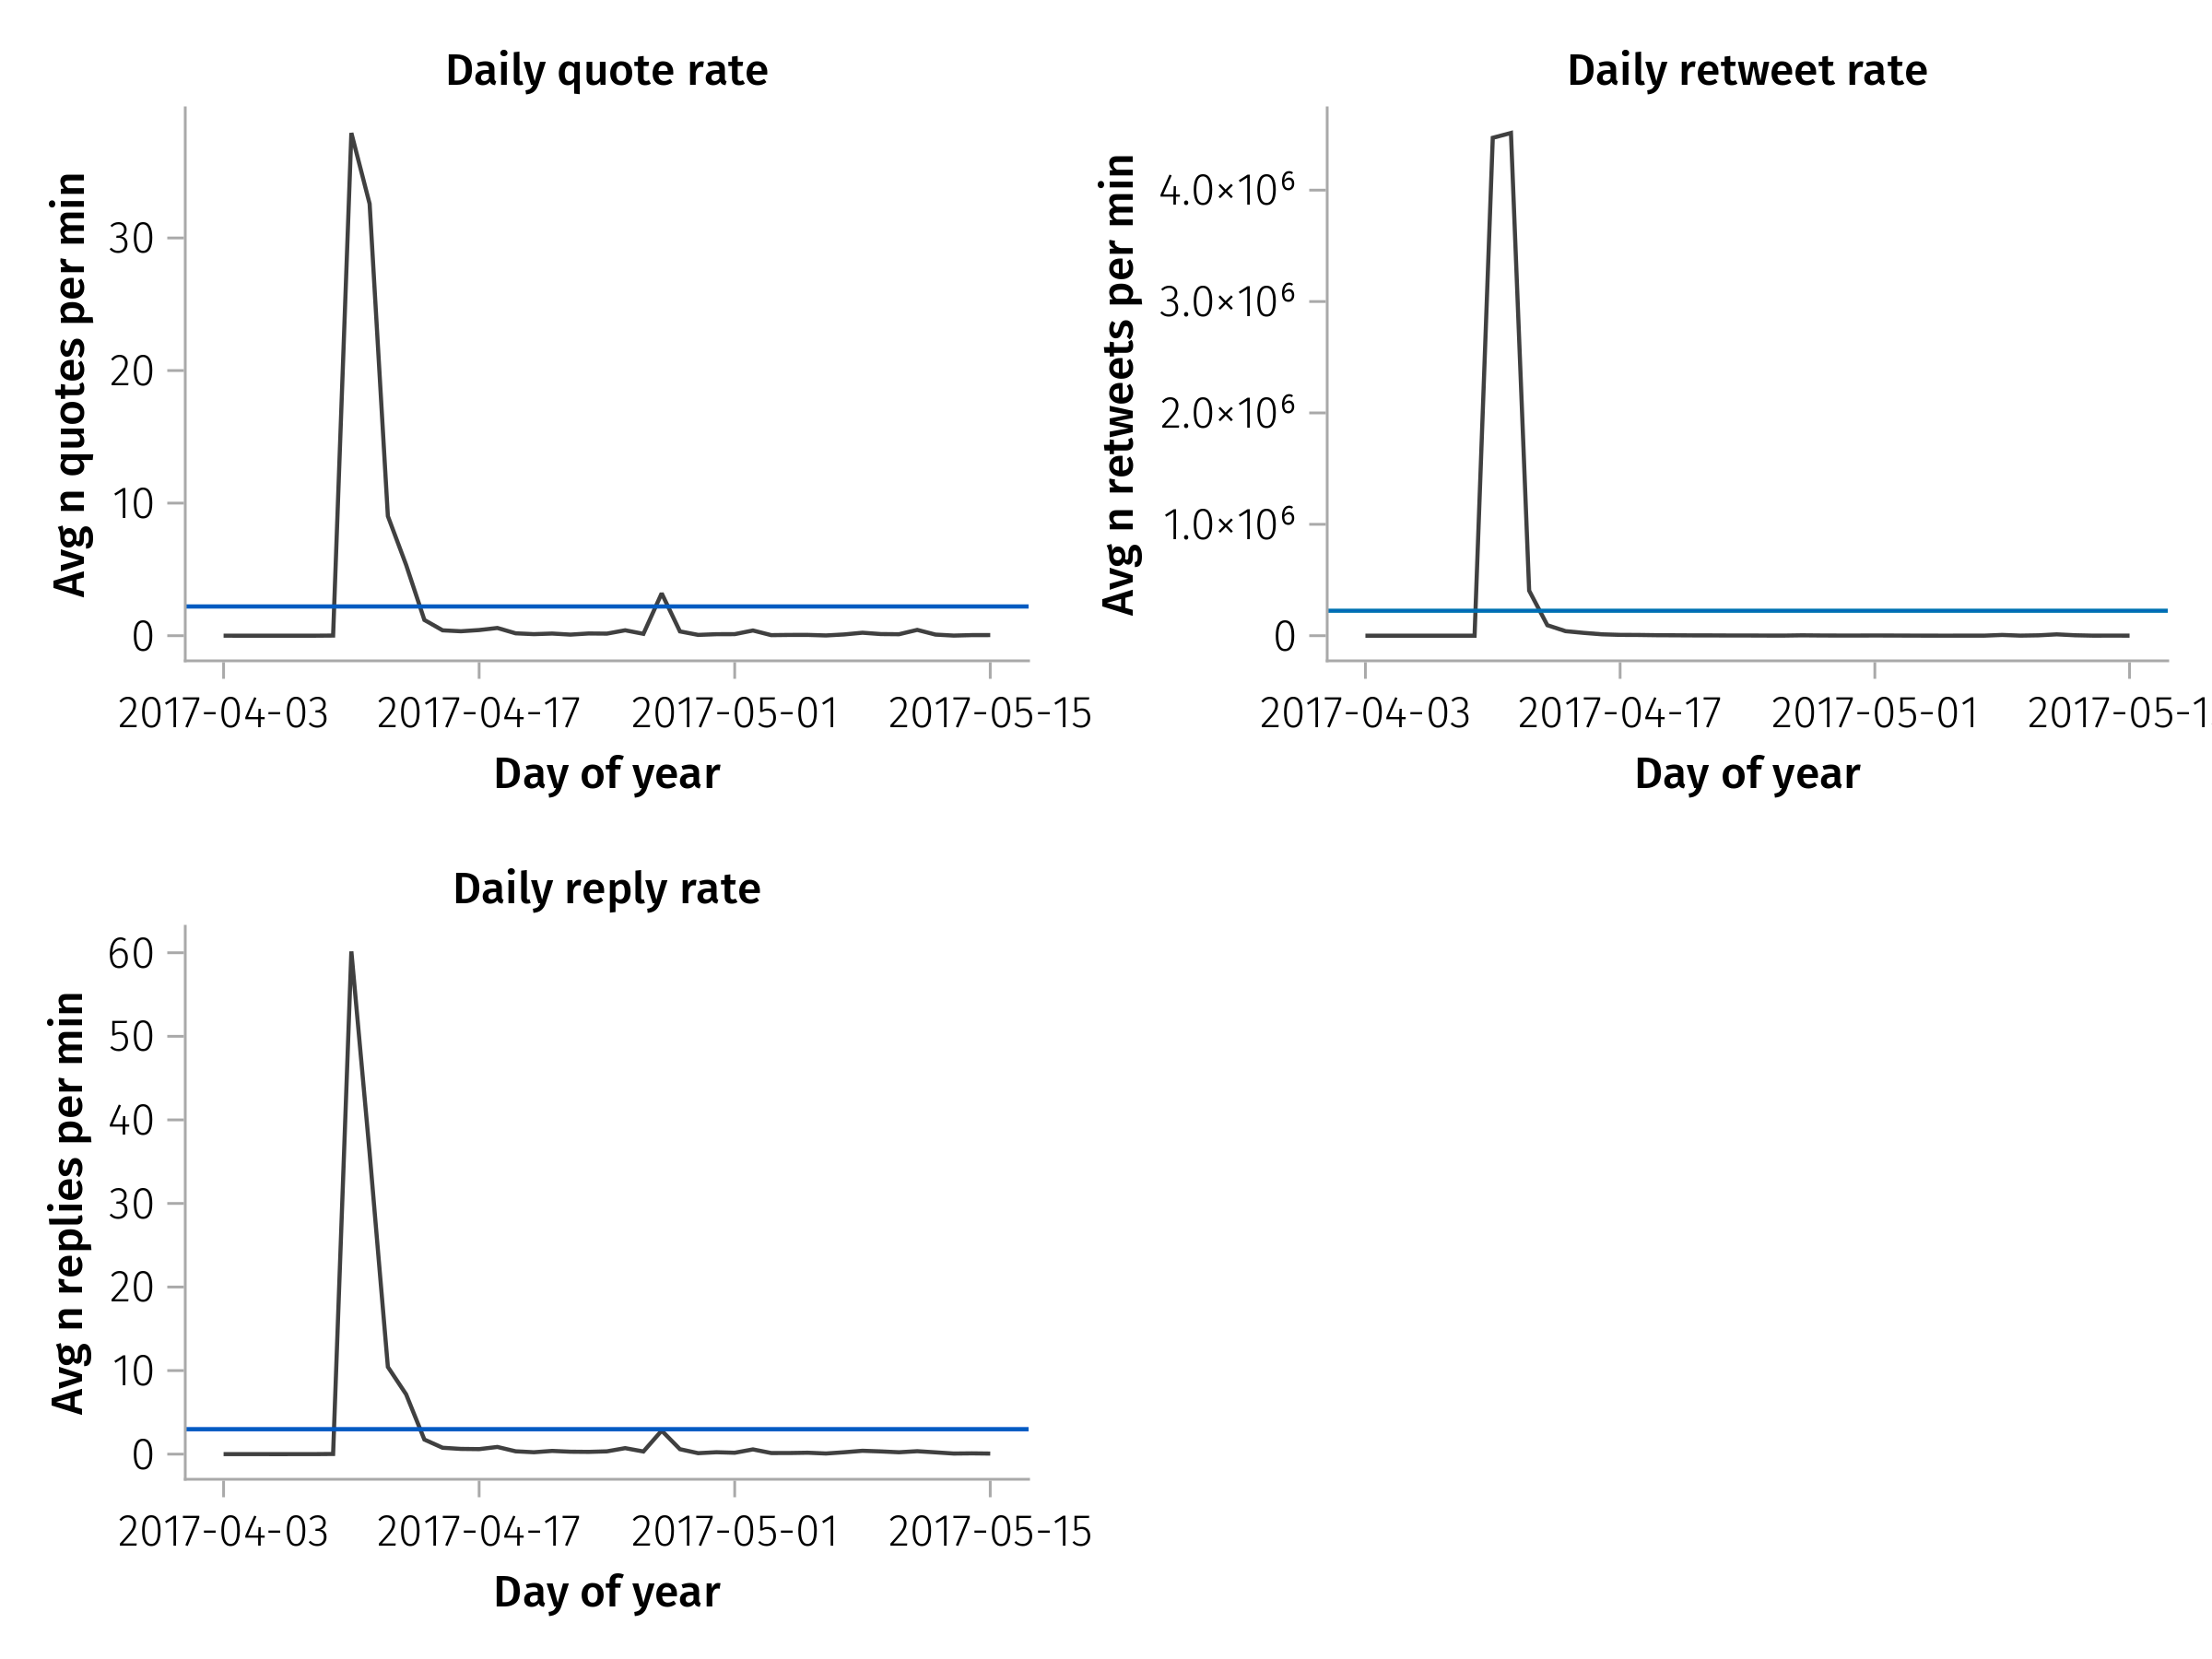 Daily quote rate
Avg n quotes per min
30
20
10
0
2017-04-03 2017-04-17 2017-05-01 2017-05-15
Day of year
Daily retweet rate
Avg n retweets per min
4.0×10⁶
3.0×10⁶
2.0×10⁶
1.0×10⁶
0
2017-04-03 2017-04-17 2017-05-01 2017-05-1
Day of year
Daily reply rate
Avg n replies per min
60
50
40
30
20
10
0
2017-04-03 2017-04-17 2017-05-01 2017-05-15
Day of year